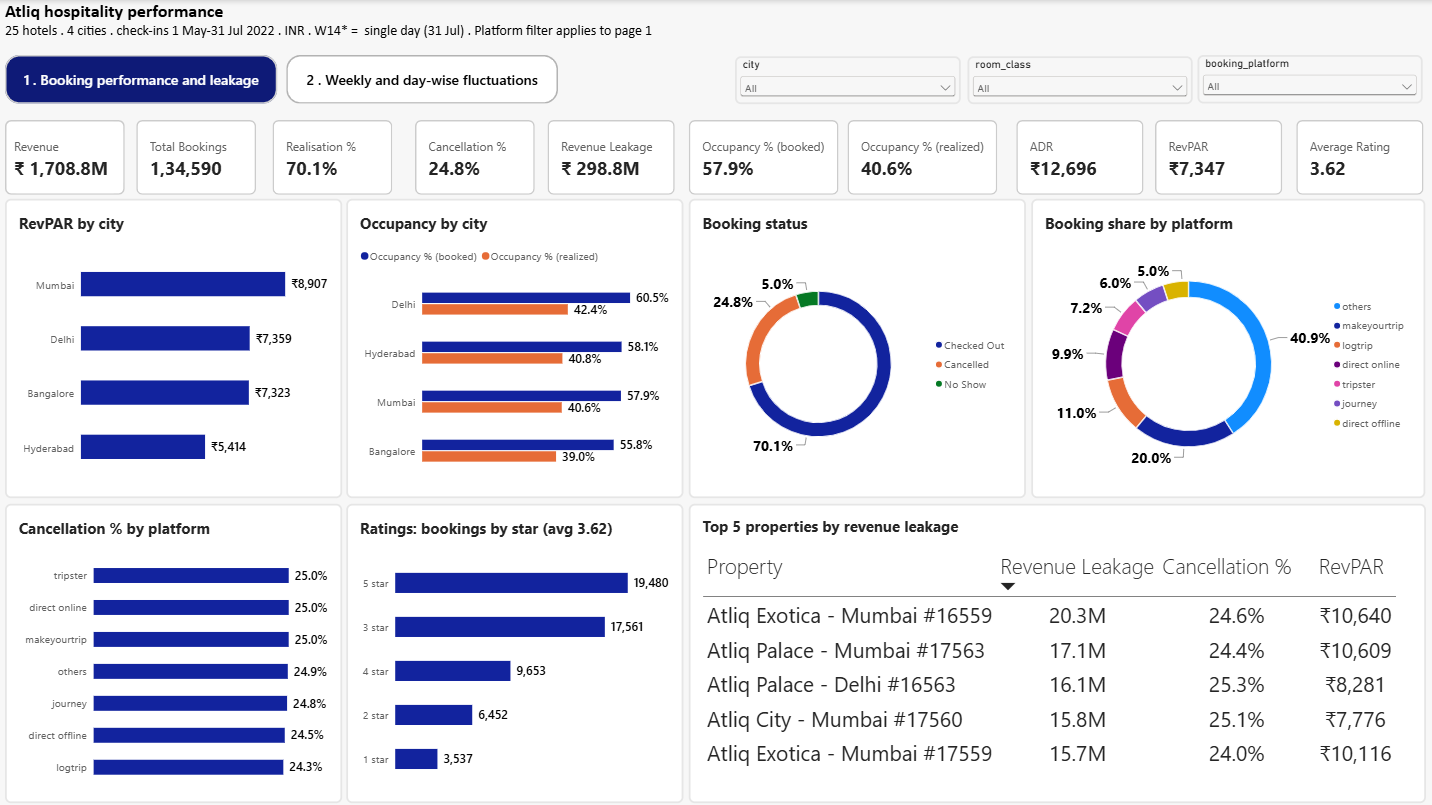 Atliq hospitality performance
25 hotels . 4 cities . check-ins 1 May-31 Jul 2022 . INR . W14* = single day (31 Jul) . Platform filter applies to page 1
1. Booking performance and leakage
2 . Weekly and day-wise fluctuations
city
All
room_class
All
booking_platform
All
Revenue
₹ 1,708.8M
Total Bookings
1,34,590
Realisation %
70.1%
Cancellation %
24.8%
Revenue Leakage
₹ 298.8M
Occupancy % (booked)
57.9%
Occupancy % (realized)
40.6%
ADR
₹12,696
RevPAR
₹7,347
Average Rating
3.62
RevPAR by city
Mumbai ₹8,907
Delhi ₹7,359
Bangalore ₹7,323
Hyderabad ₹5,414
Occupancy by city
Occupancy % (booked) Occupancy % (realized)
Delhi 60.5% 42.4%
Hyderabad 58.1% 40.8%
Mumbai 57.9% 40.6%
Bangalore 55.8% 39.0%
Booking status
5.0%
24.8%
70.1%
Checked Out
Cancelled
No Show
Booking share by platform
5.0%
6.0%
7.2%
9.9%
11.0%
20.0%
40.9%
others
makeyourtrip
logtrip
direct online
tripster
journey
direct offline
Cancellation % by platform
tripster 25.0%
direct online 25.0%
makeyourtrip 25.0%
others 24.9%
journey 24.8%
direct offline 24.5%
logtrip 24.3%
Ratings: bookings by star (avg 3.62)
5 star 19,480
3 star 17,561
4 star 9,653
2 star 6,452
1 star 3,537
Top 5 properties by revenue leakage
Property Revenue Leakage Cancellation % RevPAR
Atliq Exotica - Mumbai #16559 20.3M 24.6% ₹10,640
Atliq Palace - Mumbai #17563 17.1M 24.4% ₹10,609
Atliq Palace - Delhi #16563 16.1M 25.3% ₹8,281
Atliq City - Mumbai #17560 15.8M 25.1% ₹7,776
Atliq Exotica - Mumbai #17559 15.7M 24.0% ₹10,116